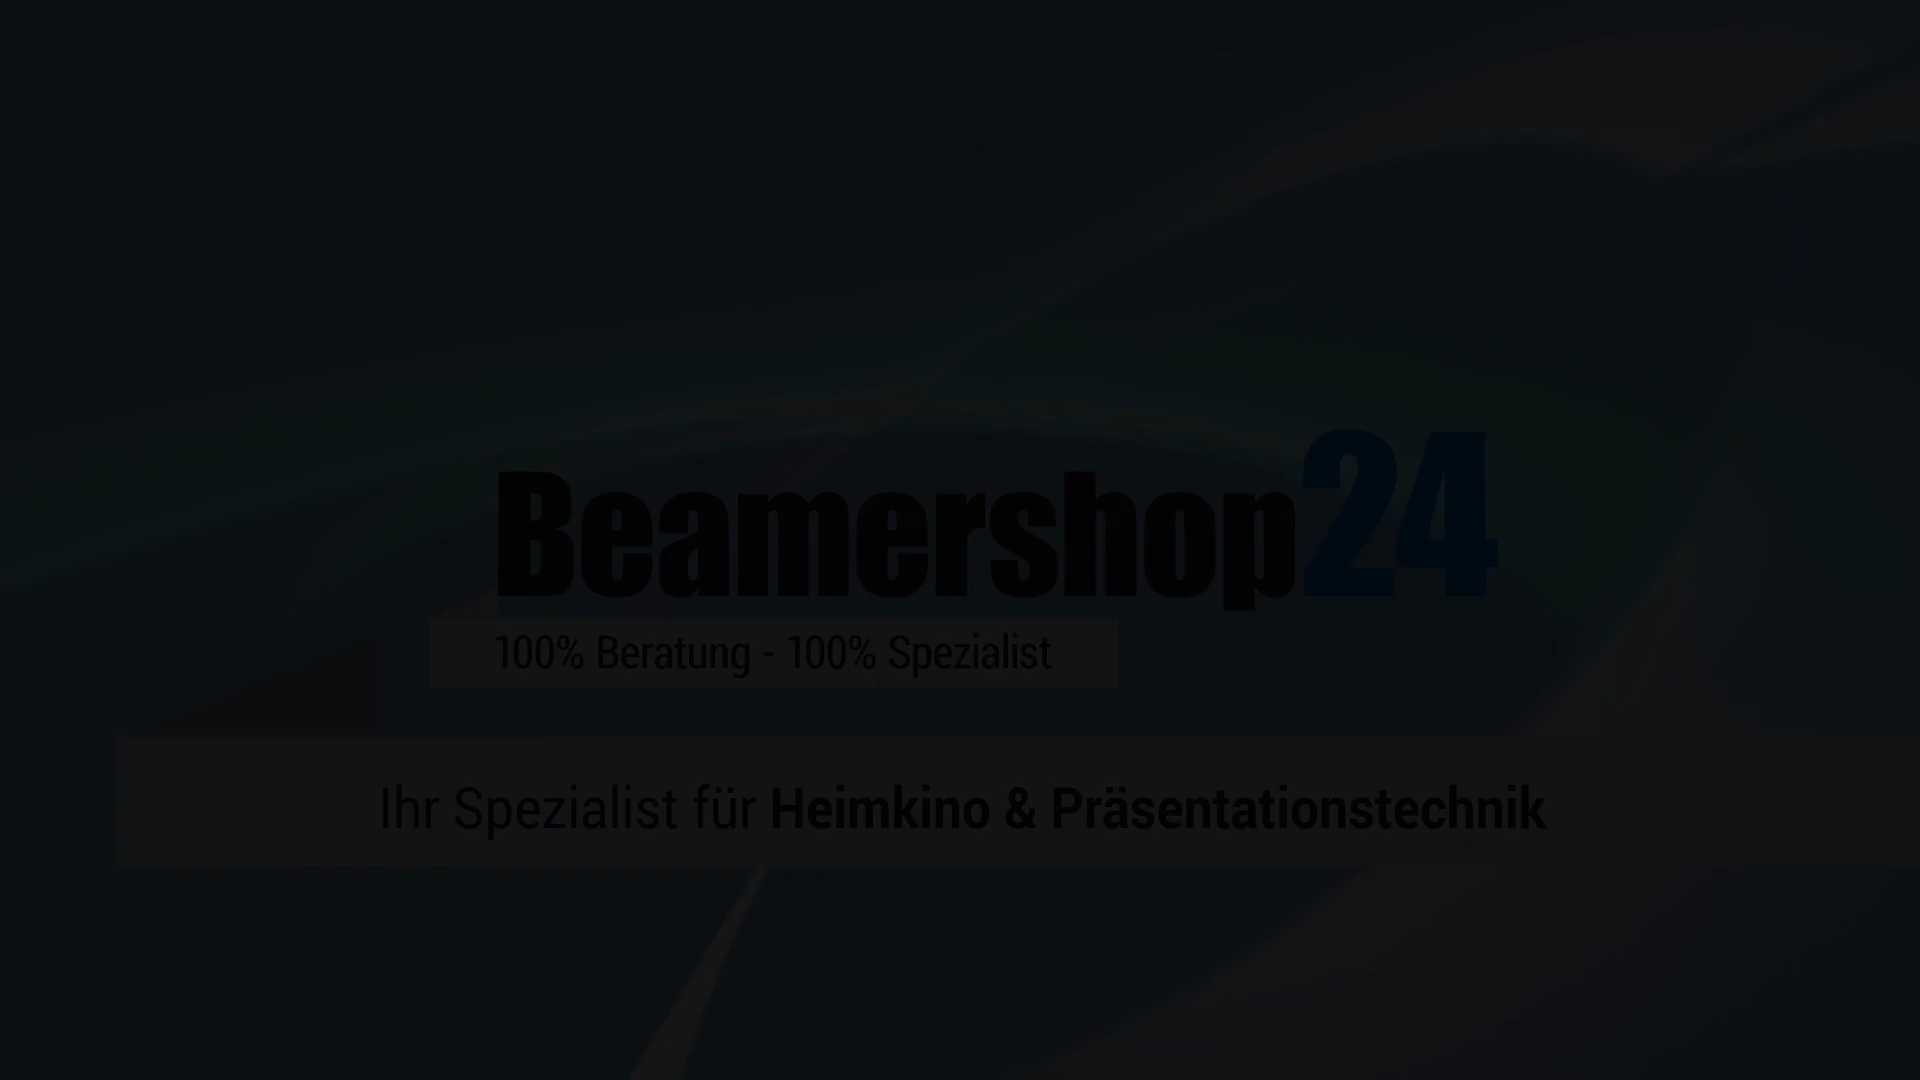 Beamershop24
100% Beratung - 100% Spezialist
Ihr Spezialist für Heimkino & Präsentationstechnik